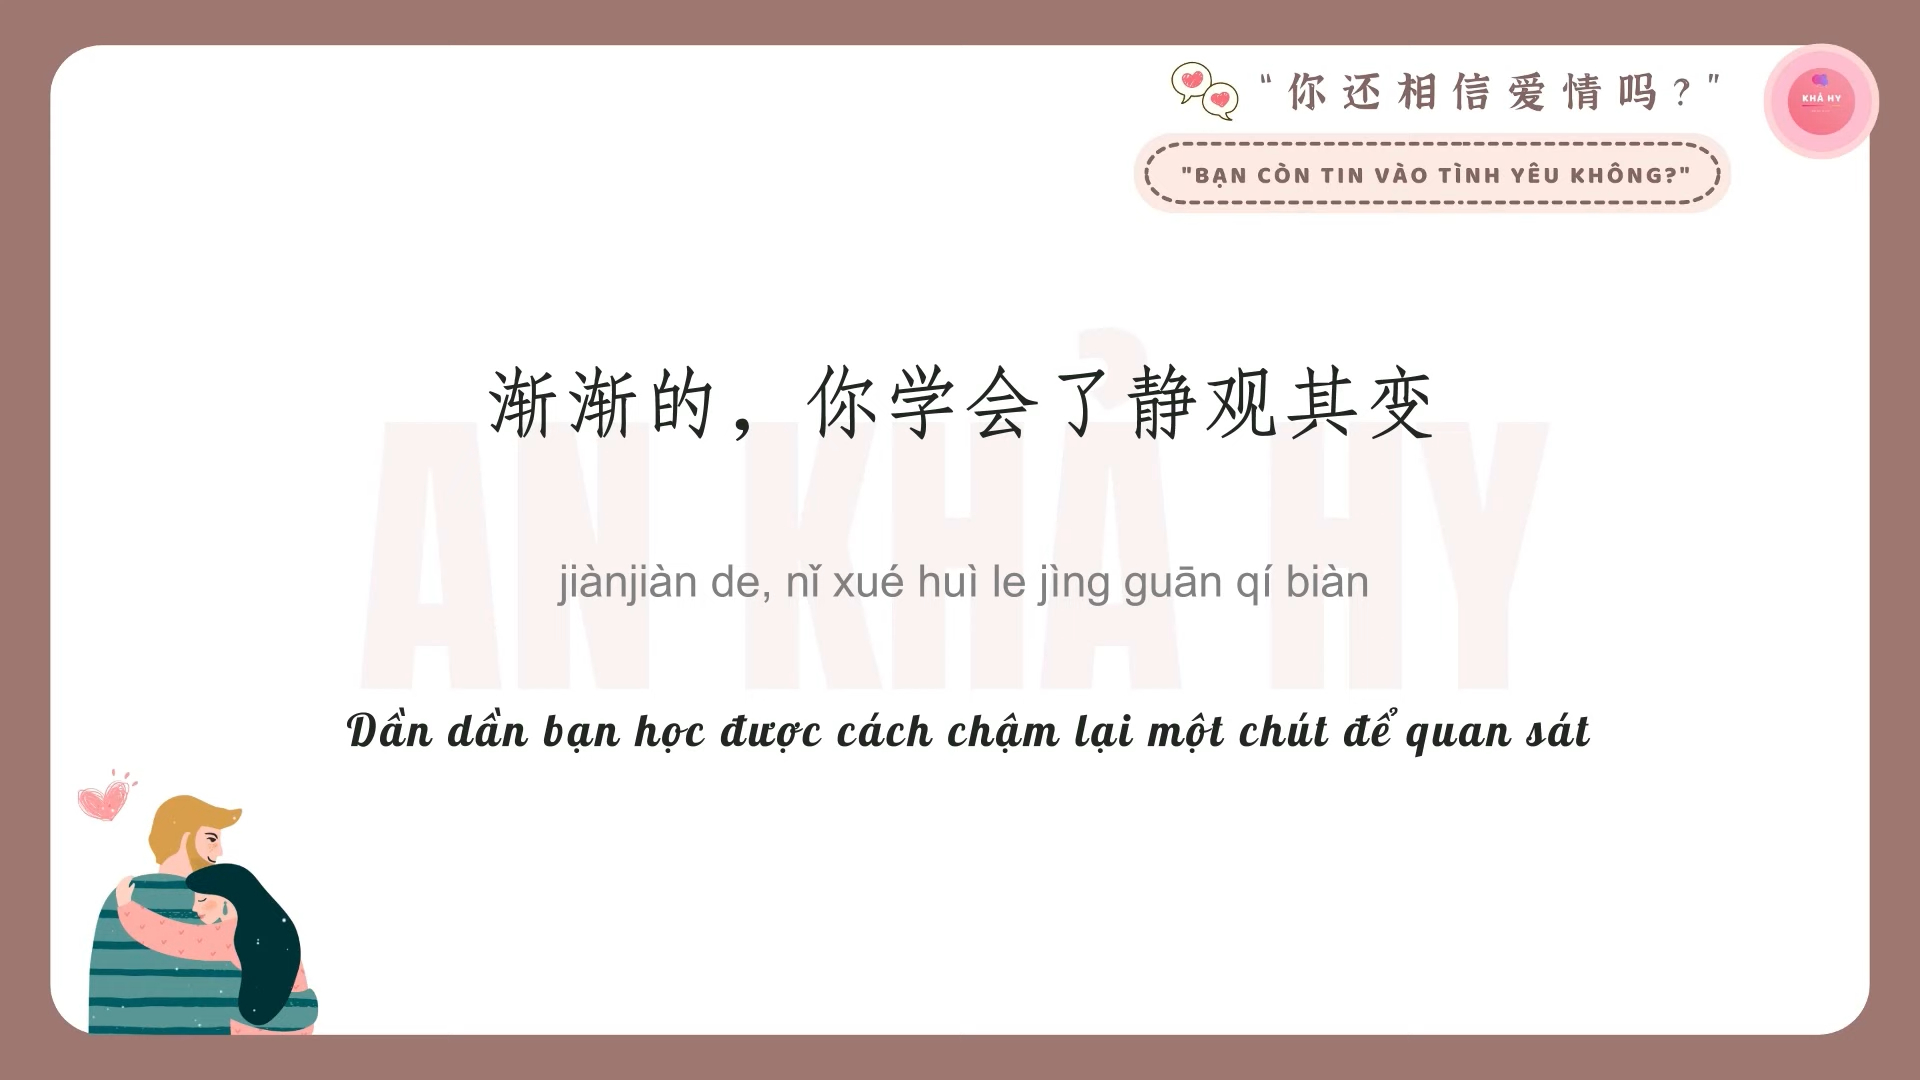 “你还相信爱情吗？”
KHẢ HY
"BẠN CÒN TIN VÀO TÌNH YÊU KHÔNG?"
渐渐的，你学会了静观其变
AN KHẢ HY
jiànjiàn de, nǐ xué huì le jìng guān qí biàn
Dần dần bạn học được cách chậm lại một chút để quan sát